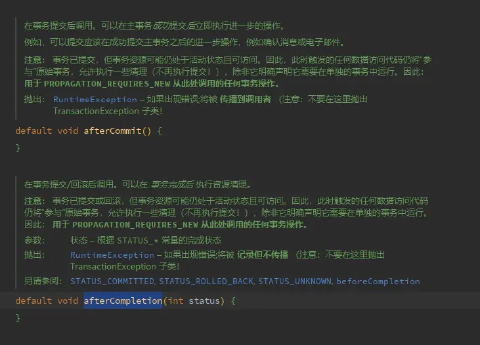 在事务提交后调用。可以在主事务成功提交后立即执行进一步的操作。
例如，可以提交应该在成功提交主事务之后的进一步操作，例如确认消息或电子邮件。
注意：事务已提交，但事务资源可能仍处于活动状态且可访问。因此，此时触发的任何数据访问代码仍将“参
与”原始事务，允许执行一些清理（不再执行提交！），除非它明确声明它需要在单独的事务中运行。因此：
用于 PROPAGATION_REQUIRES_NEW 从此处调用的任何事务操作。
抛出： RuntimeException – 如果出现错误;将被 传播到调用者 （注意：不要在这里抛出
TransactionException 子类！
default void afterCommit() {
}
在事务提交/回滚后调用。可以在 事务完成后 执行资源清理。
注意： 事务已提交或回滚，但事务资源可能仍处于活动状态且可访问。因此，此时触发的任何数据访问代码
仍将“参与”原始事务，允许执行一些清理（不再执行提交！），除非它明确声明它需要在单独的事务中运行。
因此： 用于 PROPAGATION_REQUIRES_NEW 从此处调用的任何事务操作。
参数： 状态 – 根据 STATUS_* 常量的完成状态
抛出： RuntimeException – 如果出现错误;将被 记录但不传播 （注意：不要在这里抛出
TransactionException 子类！
另请参阅： STATUS_COMMITTED, STATUS_ROLLED_BACK, STATUS_UNKNOWN, beforeCompletion
default void afterCompletion(int status) {
}